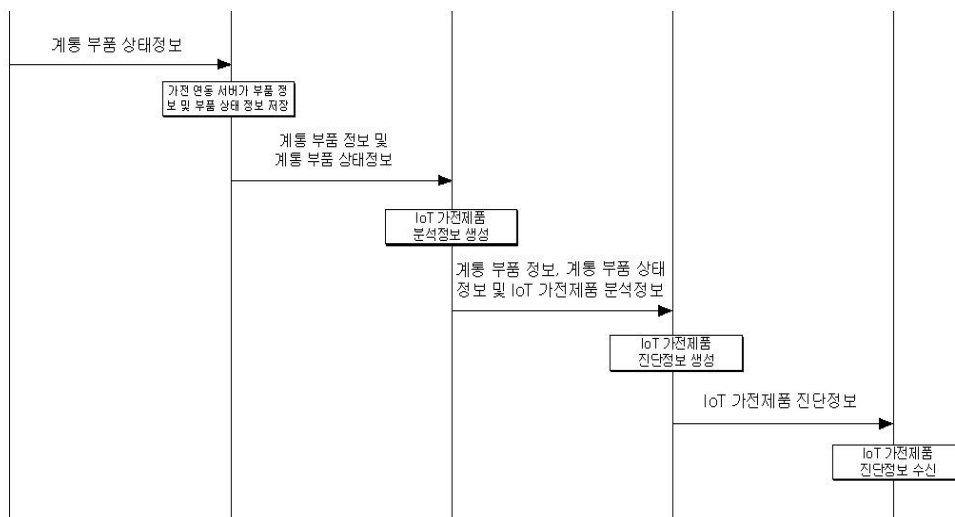 계통 부품 상태정보
가전 연동 서버가 부품 정
보 및 부품 상태 정보 저장
계통 부품 정보 및
계통 부품 상태정보
IoT 가전제품
분석정보 생성
계통 부품 정보, 계통 부품 상태
정보 및 IoT 가전제품 분석정보
IoT 가전제품
진단정보 생성
IoT 가전제품 진단정보
IoT 가전제품
진단정보 수신